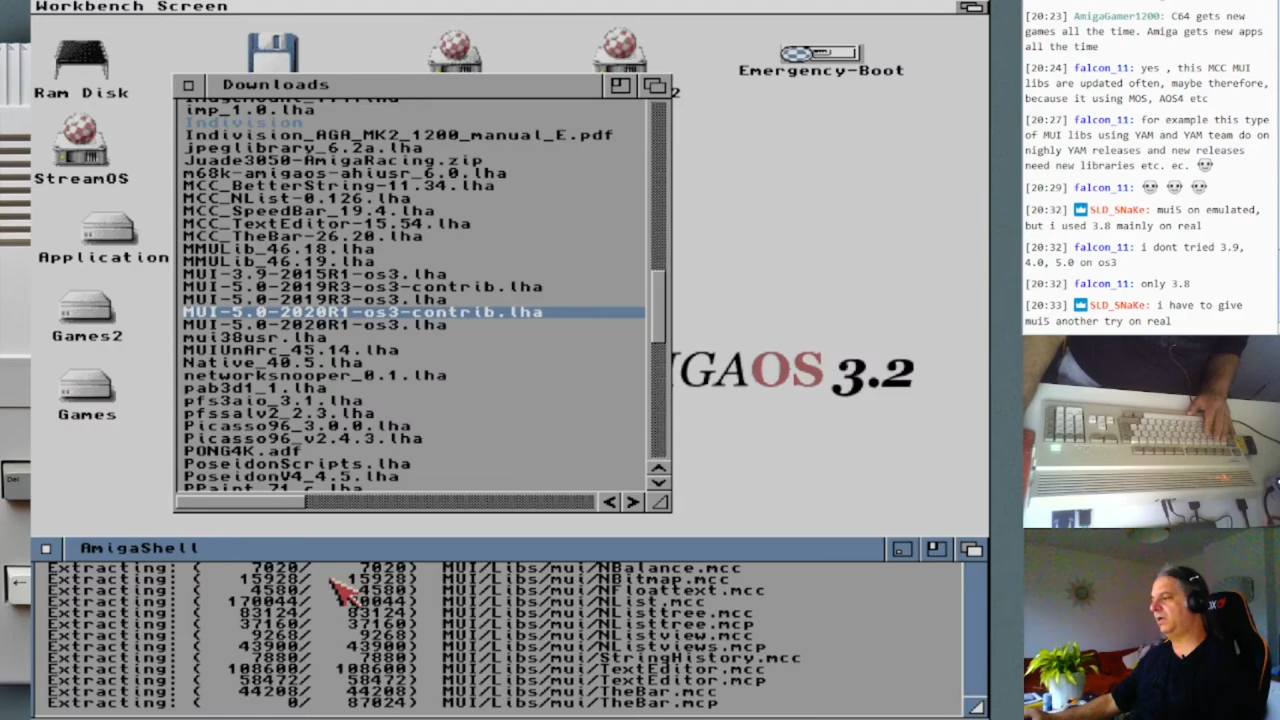 Workbench Screen
Ram Disk
StreamOS
Application
Games2
Games
Emergency-Boot
2
Downloads
imp_1.0.lha
Indivision
Indivision_AGA_MK2_1200_manual_E.pdf
jpeglibrary_6.2a.lha
Juade3050-AmigaRacing.zip
m68k-amigaos-ahiusr_6.0.lha
MCC_BetterString-11.34.lha
MCC_NList-0.126.lha
MCC_SpeedBar_19.4.lha
MCC_TextEditor-15.54.lha
MCC_TheBar-26.20.lha
MMULib_46.18.lha
MMULib_46.19.lha
MUI-3.9-2015R1-os3.lha
MUI-5.0-2019R3-os3-contrib.lha
MUI-5.0-2019R3-os3.lha
MUI-5.0-2020R1-os3-contrib.lha
MUI-5.0-2020R1-os3.lha
mui38usr.lha
MUIUnArc_45.14.lha
Native_40.5.lha
networksnooper_0.1.lha
pab3d1_1.lha
pfs3aio_3.1.lha
pfssalv2_2.3.lha
Picasso96_3.0.0.lha
Picasso96_v2.4.3.lha
PONG4K.adf
PoseidonScripts.lha
PoseidonV4_4.5.lha
PPaint_71_c.lha
IGAOS 3.2
AmigaShell
Extracting: ( 7020/ 7020) MUI/Libs/mui/NBalance.mcc
Extracting: ( 15928/ 15928) MUI/Libs/mui/NBitmap.mcc
Extracting: ( 4580/ 4580) MUI/Libs/mui/NFloattext.mcc
Extracting: ( 170044/ 0044) MUI/Libs/mui/NList.mcc
Extracting: ( 83124/ 83124) MUI/Libs/mui/NListtree.mcc
Extracting: ( 37160/ 37160) MUI/Libs/mui/NListtree.mcp
Extracting: ( 9268/ 9268) MUI/Libs/mui/NListview.mcc
Extracting: ( 43900/ 43900) MUI/Libs/mui/NListviews.mcp
Extracting: ( 7880/ 7880) MUI/Libs/mui/StringHistory.mcc
Extracting: ( 108600/ 108600) MUI/Libs/mui/TextEditor.mcc
Extracting: ( 58472/ 58472) MUI/Libs/mui/TextEditor.mcp
Extracting: ( 44208/ 44208) MUI/Libs/mui/TheBar.mcc
Extracting: ( 0/ 87024) MUI/Libs/mui/TheBar.mcp
[20:23] AmigaGamer1200: C64 gets new
games all the time. Amiga gets new apps
all the time
[20:24] falcon_11: yes , this MCC MUI
libs are updated often, maybe therefore,
because it using MOS, AOS4 etc
[20:27] falcon_11: for example this type
of MUI libs using YAM and YAM team do on
nighly YAM releases and new releases
need new libraries etc. ec.
[20:29] falcon_11:
[20:32] SLD_SNaKe: mui5 on emulated,
but i used 3.8 mainly on real
[20:32] falcon_11: i dont tried 3.9,
4.0, 5.0 on os3
[20:32] falcon_11: only 3.8
[20:33] SLD_SNaKe: i have to give
mui5 another try on real
Del